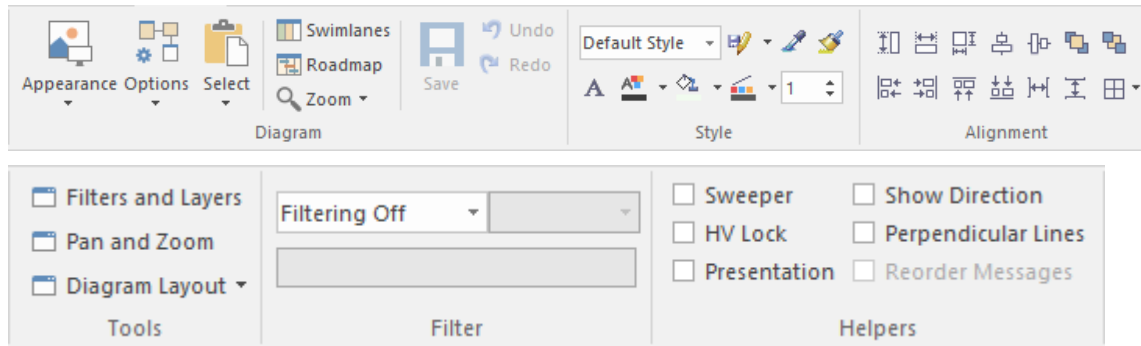 Appearance Options Select
Swimlanes
Roadmap
Zoom
Save
Undo
Redo
Diagram
Default Style
A A 1
Style
Alignment
Filters and Layers
Pan and Zoom
Diagram Layout
Tools
Filtering Off
Filter
Sweeper Show Direction
HV Lock Perpendicular Lines
Presentation Reorder Messages
Helpers